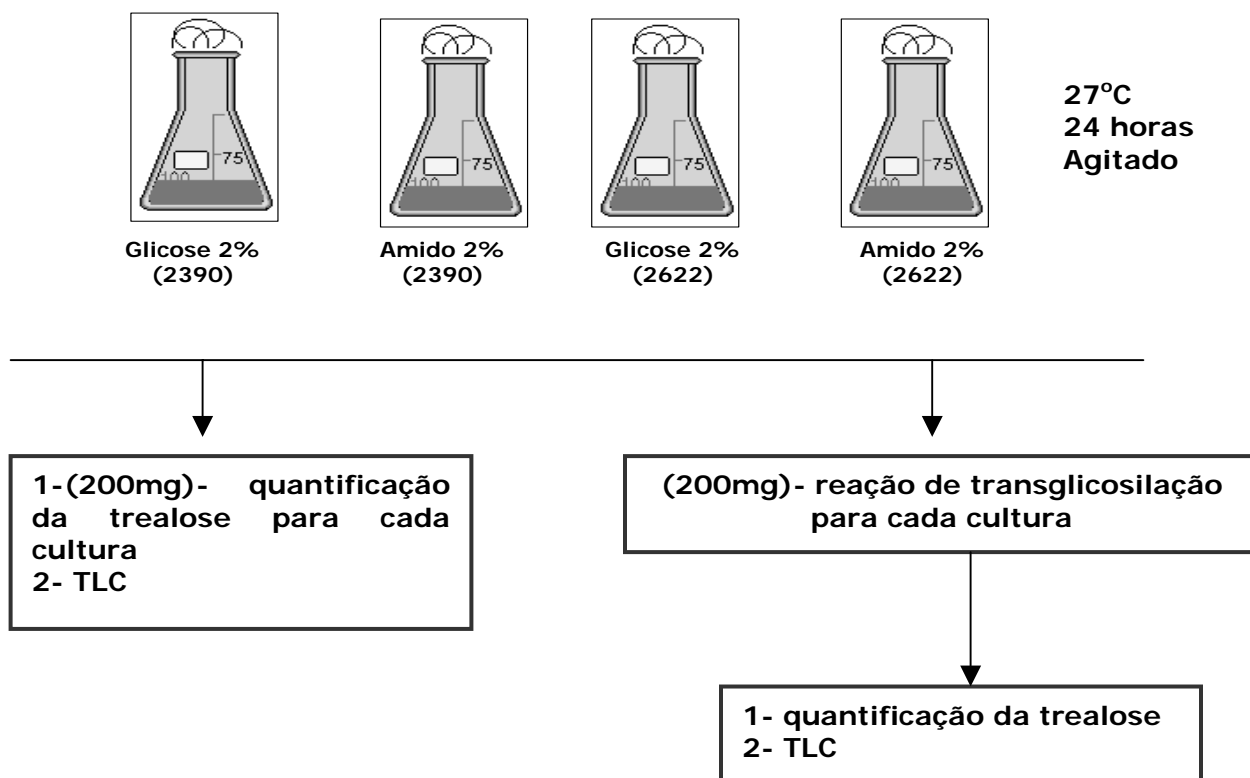 75
100
75
100
75
100
75
100
27°C
24 horas
Agitado
Glicose 2%
(2390)
Amido 2%
(2390)
Glicose 2%
(2622)
Amido 2%
(2622)
1-(200mg)- quantificação
da trealose para cada
cultura
2- TLC
(200mg)- reação de transglicosilação
para cada cultura
1- quantificação da trealose
2- TLC